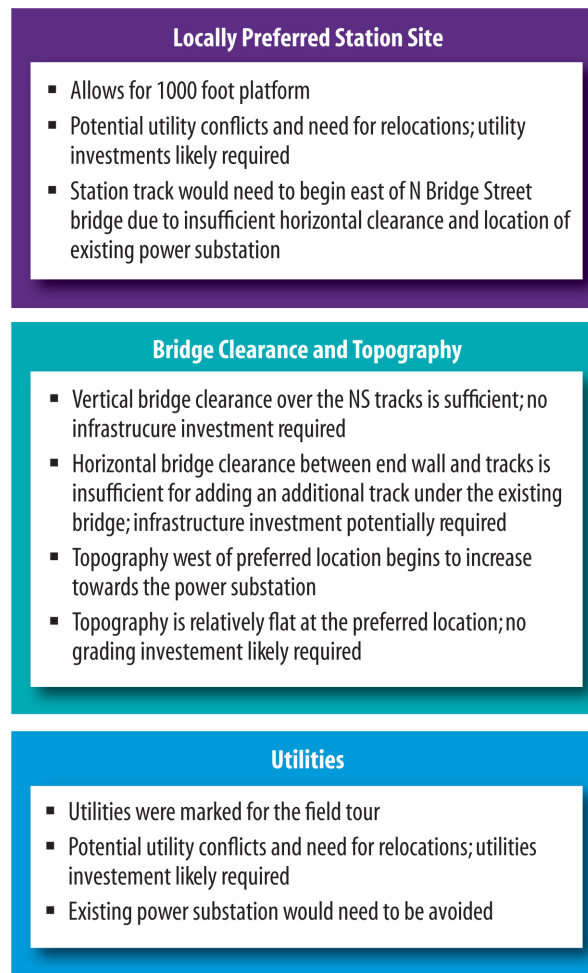 Locally Preferred Station Site
▪ Allows for 1000 foot platform
▪ Potential utility conflicts and need for relocations; utility
investments likely required
▪ Station track would need to begin east of N Bridge Street
bridge due to insufficient horizontal clearance and location of
existing power substation
Bridge Clearance and Topography
▪ Vertical bridge clearance over the NS tracks is sufficient; no
infrastrucure investment required
▪ Horizontal bridge clearance between end wall and tracks is
insufficient for adding an additional track under the existing
bridge; infrastructure investment potentially required
▪ Topography west of preferred location begins to increase
towards the power substation
▪ Topography is relatively flat at the preferred location; no
grading investement likely required
Utilities
▪ Utilities were marked for the field tour
▪ Potential utility conflicts and need for relocations; utilities
investement likely required
▪ Existing power substation would need to be avoided